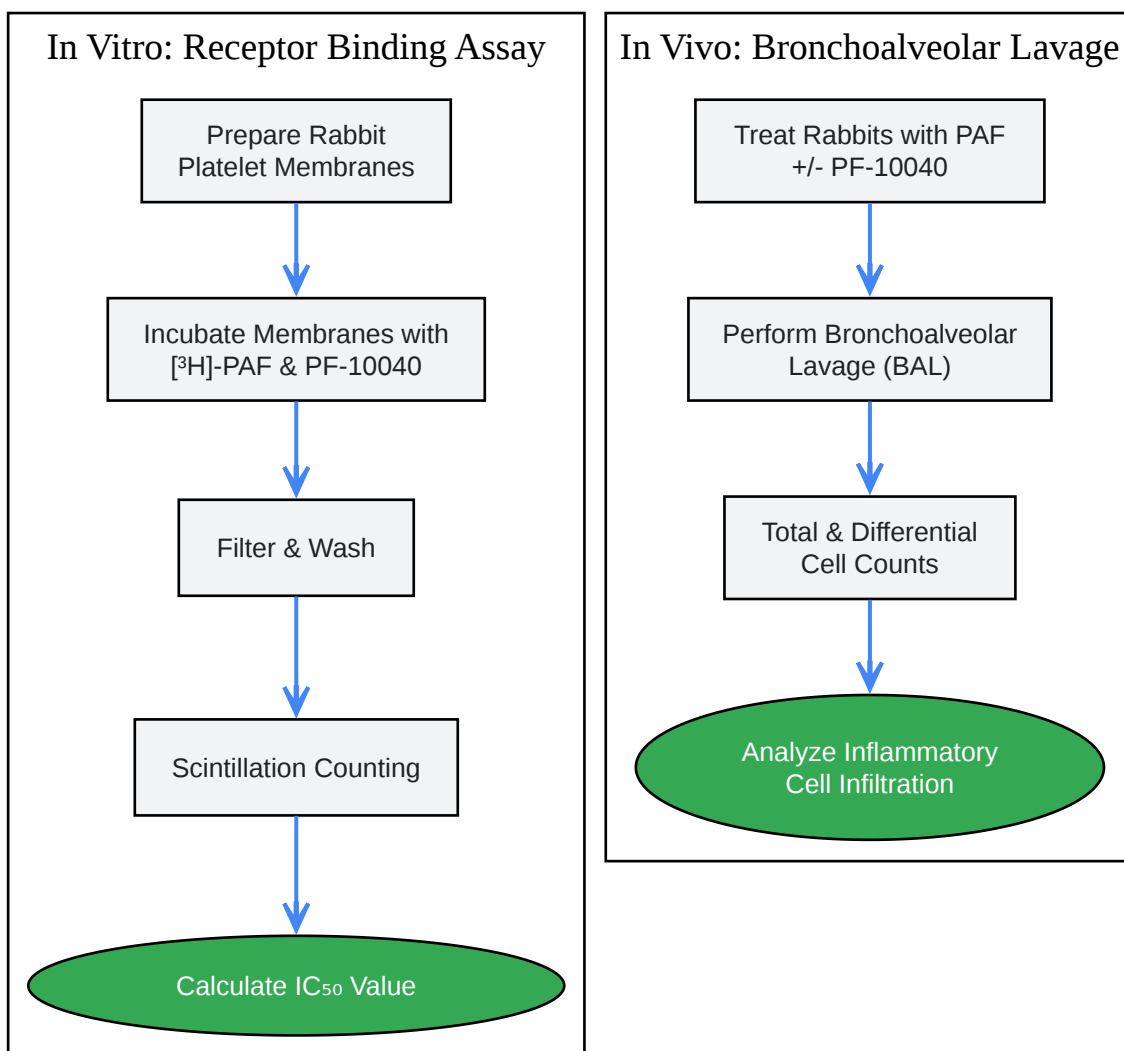 In Vitro: Receptor Binding Assay
Prepare Rabbit
Platelet Membranes
Incubate Membranes with
[³H]-PAF & PF-10040
Filter & Wash
Scintillation Counting
Calculate IC₅₀ Value
In Vivo: Bronchoalveolar Lavage
Treat Rabbits with PAF
+/- PF-10040
Perform Bronchoalveolar
Lavage (BAL)
Total & Differential
Cell Counts
Analyze Inflammatory
Cell Infiltration